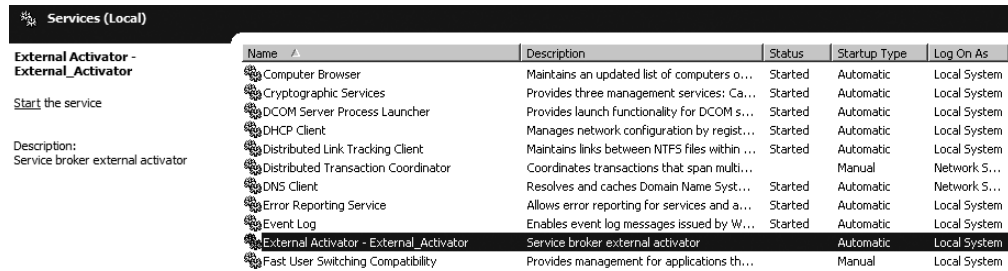 Services (Local)
External Activator -
External_Activator
Start the service
Description:
Service broker external activator
Name Description Status Startup Type Log On As
Computer Browser Maintains an updated list of computers o... Started Automatic Local System
Cryptographic Services Provides three management services: Ca... Started Automatic Local System
DCOM Server Process Launcher Provides launch functionality for DCOM s... Started Automatic Local System
DHCP Client Manages network configuration by regist... Started Automatic Local System
Distributed Link Tracking Client Maintains links between NTFS files within ... Started Automatic Local System
Distributed Transaction Coordinator Coordinates transactions that span multi... Manual Network S...
DNS Client Resolves and caches Domain Name Syst... Started Automatic Network S...
Error Reporting Service Allows error reporting for services and a... Started Automatic Local System
Event Log Enables event log messages issued by W... Started Automatic Local System
External Activator - External_Activator Service broker external activator Automatic Local System
Fast User Switching Compatibility Provides management for applications th... Manual Local System